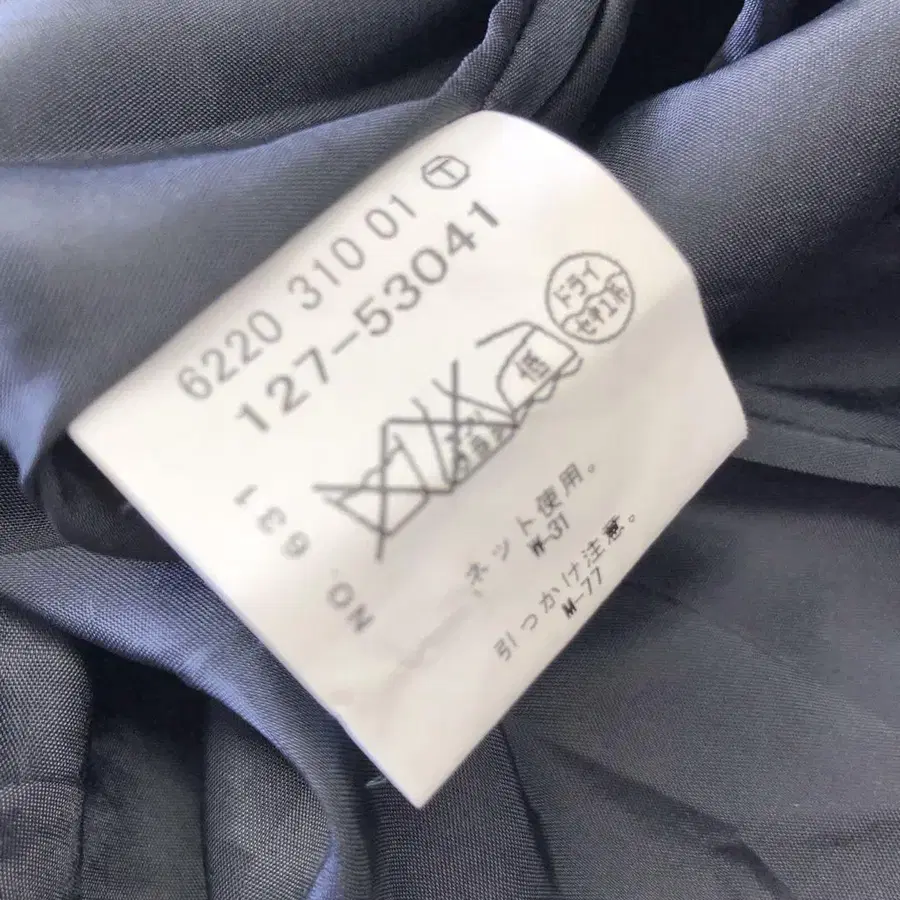 6220 310 01 T
127-53041
ドライ
セキユ系
低
ネット使用。
W-31
引っかけ注意。
M-77
NO 631